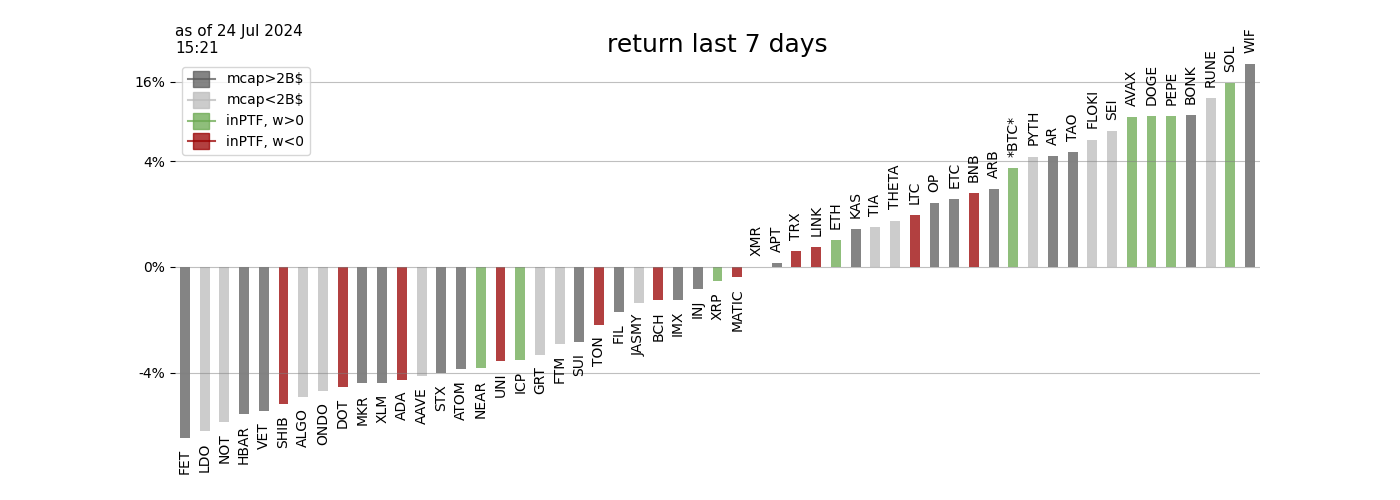 as of 24 Jul 2024
15:21
return last 7 days
mcap>2B$
mcap<2B$
inPTF, w>0
inPTF, w<0
16%
4%
0%
-4%
FET
LDO
NOT
HBAR
VET
SHIB
ALGO
ONDO
DOT
MKR
XLM
ADA
AAVE
STX
ATOM
NEAR
UNI
ICP
GRT
FTM
SUI
TON
FIL
JASMY
BCH
IMX
INJ
XRP
MATIC
XMR
APT
TRX
LINK
ETH
KAS
TIA
THETA
LTC
OP
ETC
BNB
ARB
*BTC*
PYTH
AR
TAO
FLOKI
SEI
AVAX
DOGE
PEPE
BONK
RUNE
SOL
WIF